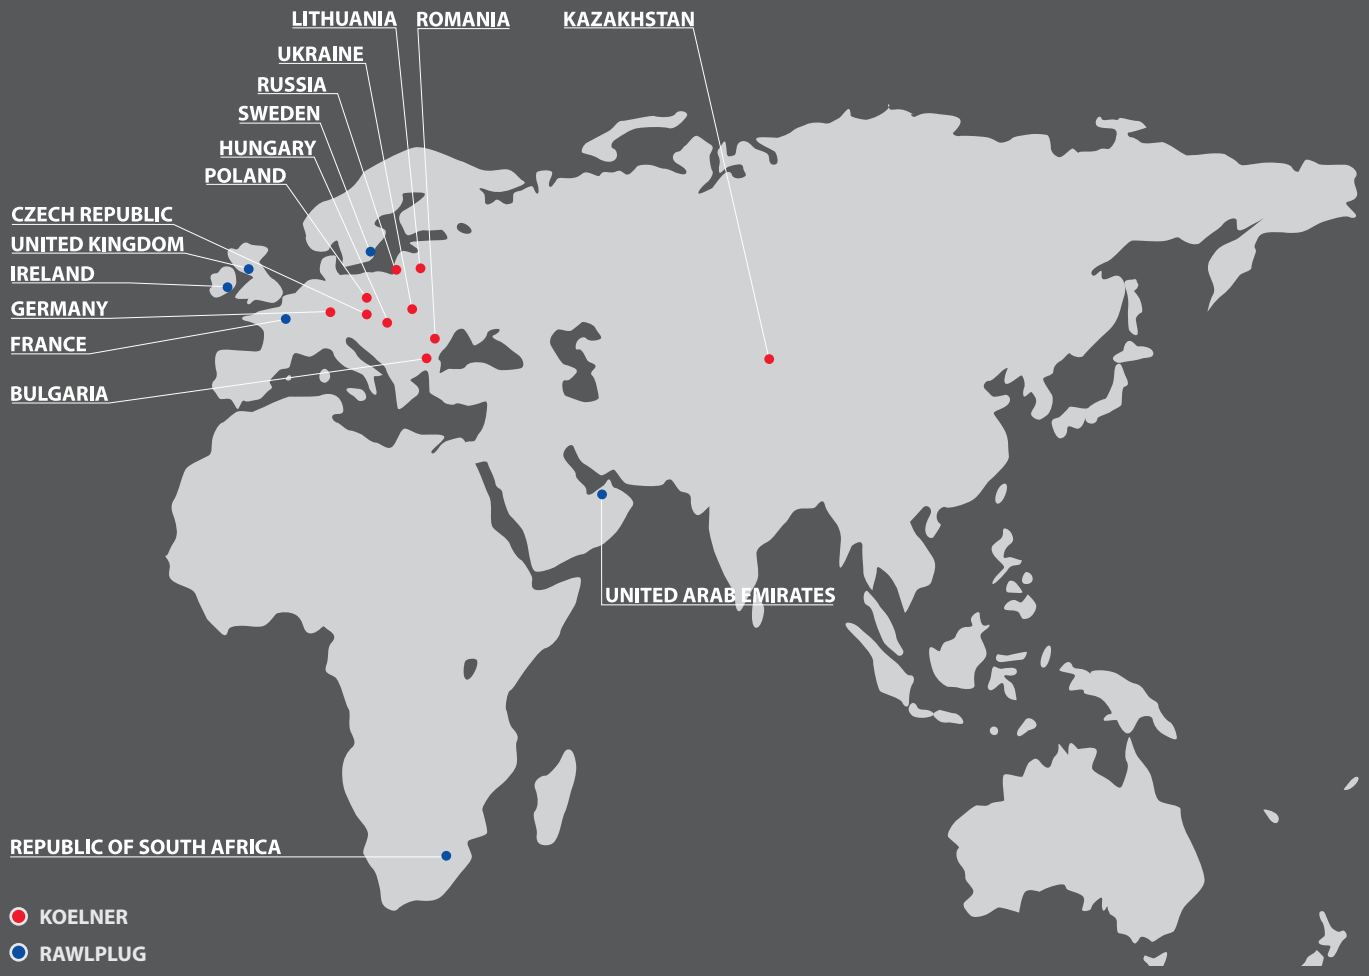 LITHUANIA
ROMANIA
KAZAKHSTAN
UKRAINE
RUSSIA
SWEDEN
HUNGARY
POLAND
CZECH REPUBLIC
UNITED KINGDOM
IRELAND
GERMANY
FRANCE
BULGARIA
UNITED ARAB EMIRATES
REPUBLIC OF SOUTH AFRICA
KOELNER
RAWLPLUG